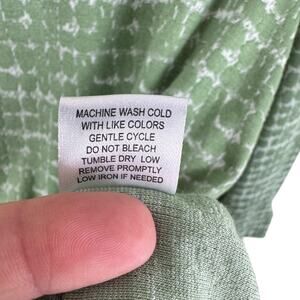 MACHINE WASH COLD
WITH LIKE COLORS
GENTLE CYCLE
DO NOT BLEACH
TUMBLE DRY LOW
REMOVE PROMPTLY
LOW IRON IF NEEDED